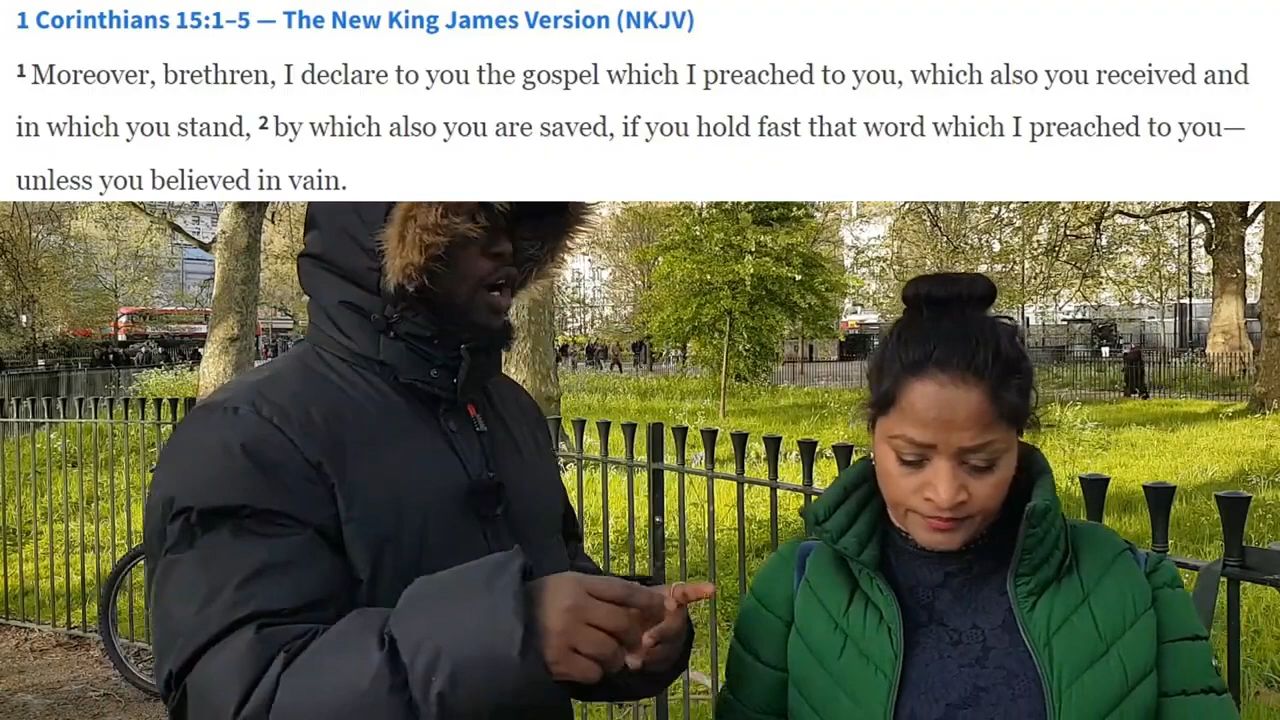 1 Corinthians 15:1–5 — The New King James Version (NKJV)
1 Moreover, brethren, I declare to you the gospel which I preached to you, which also you received and
in which you stand, 2 by which also you are saved, if you hold fast that word which I preached to you—
unless you believed in vain.